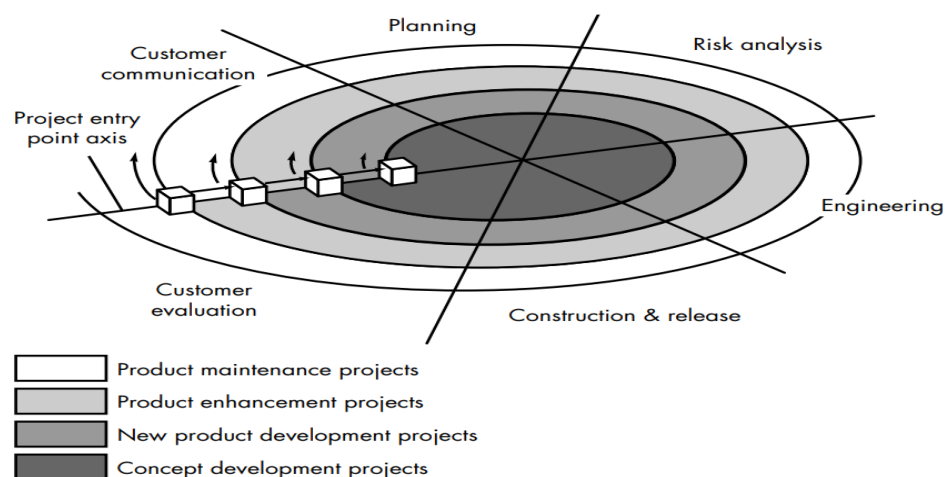 Planning
Risk analysis
Customer
communication
Project entry
point axis
Engineering
Customer
evaluation
Construction & release
Product maintenance projects
Product enhancement projects
New product development projects
Concept development projects